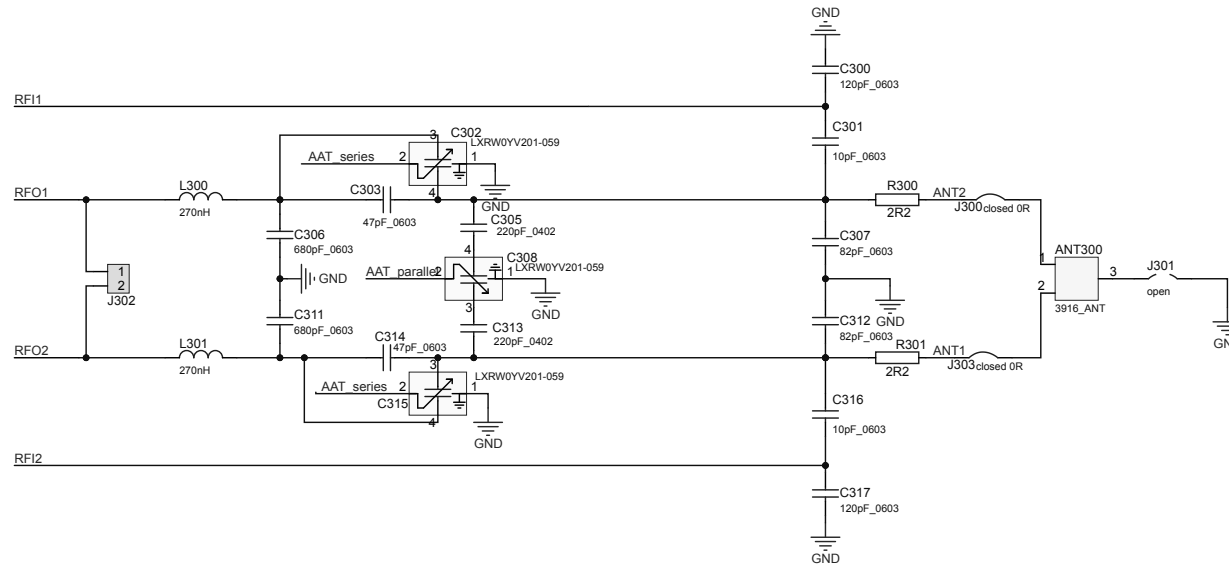 GND
C300
120pF_0603
RFI1
C301
10pF_0603
3
C302
LXRW0YV201-059
AAT_series
2
1
4
GND
RFO1
L300
270nH
C303
47pF_0603
R300
2R2
ANT2
J300
closed 0R
C305
220pF_0402
C306
680pF_0603
C307
82pF_0603
4
C308
LXRW0YV201-059
AAT_parallel
2
1
3
GND
GND
GND
1
2
J302
ANT300
1
2
3
3916_ANT
J301
open
C311
680pF_0603
C312
82pF_0603
C313
220pF_0402
C314
47pF_0603
RFO2
L301
270nH
R301
2R2
ANT1
J303
closed 0R
3
LXRW0YV201-059
AAT_series
2
1
C315
4
GND
C316
10pF_0603
RFI2
C317
120pF_0603
GND